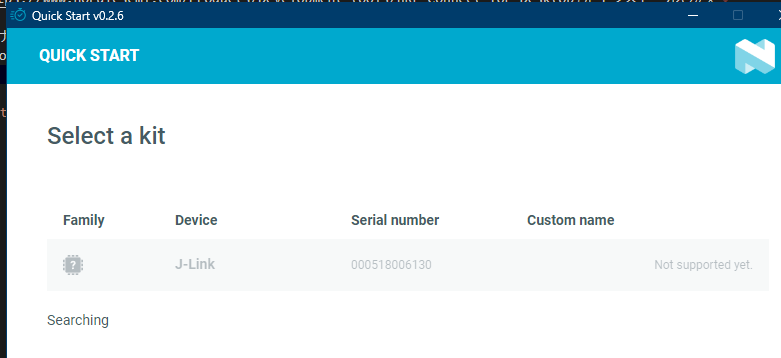 Quick Start v0.2.6
QUICK START
Select a kit
Family Device Serial number Custom name
? J-Link 000518006130 Not supported yet.
Searching